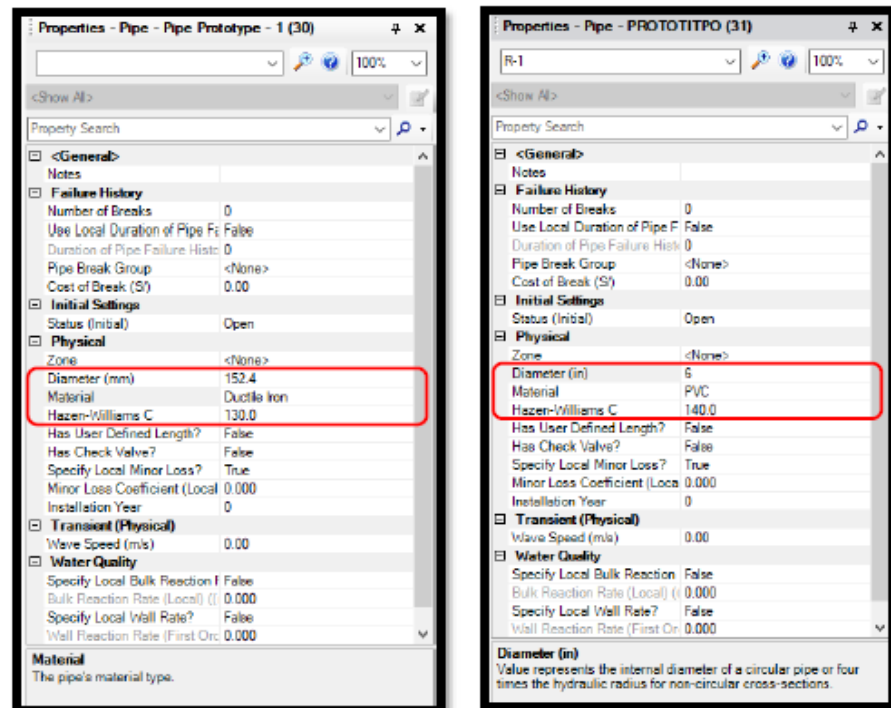 Properties - Pipe - Pipe Prototype - 1 (30)
100%
<Show All>
Property Search
<General>
Notes
Failure History
Number of Breaks 0
Use Local Duration of Pipe Fa False
Duration of Pipe Failure Histo 0
Pipe Break Group <None>
Cost of Break (S/) 0.00
Initial Settings
Status (Initial) Open
Physical
Zone <None>
Diameter (mm) 152.4
Material Ductile Iron
Hazen-Williams C 130.0
Has User Defined Length? False
Has Check Valve? False
Specify Local Minor Loss? True
Minor Loss Coefficient (Local 0.000
Installation Year 0
Transient (Physical)
Wave Speed (m/s) 0.00
Water Quality
Specify Local Bulk Reaction F False
Bulk Reaction Rate (Local) (( 0.000
Specify Local Wall Rate? False
Wall Reaction Rate (First Orc 0.000
Material
The pipe's material type.
Properties - Pipe - PROTOTITPO (31)
R-1 100%
<Show All>
Property Search
<General>
Notes
Failure History
Number of Breaks 0
Use Local Duration of Pipe F False
Duration of Pipe Failure Histo 0
Pipe Break Group <None>
Cost of Break (S/) 0.00
Initial Settings
Status (Initial) Open
Physical
Zone <None>
Diameter (in) 6
Material PVC
Hazen-Williams C 140.0
Has User Defined Length? False
Has Check Valve? False
Specify Local Minor Loss? True
Minor Loss Coefficient (Loca 0.000
Installation Year 0
Transient (Physical)
Wave Speed (m/s) 0.00
Water Quality
Specify Local Bulk Reaction False
Bulk Reaction Rate (Local) ( 0.000
Specify Local Wall Rate? False
Wall Reaction Rate (First Or 0.000
Diameter (in)
Value represents the internal diameter of a circular pipe or four
times the hydraulic radius for non-circular cross-sections.